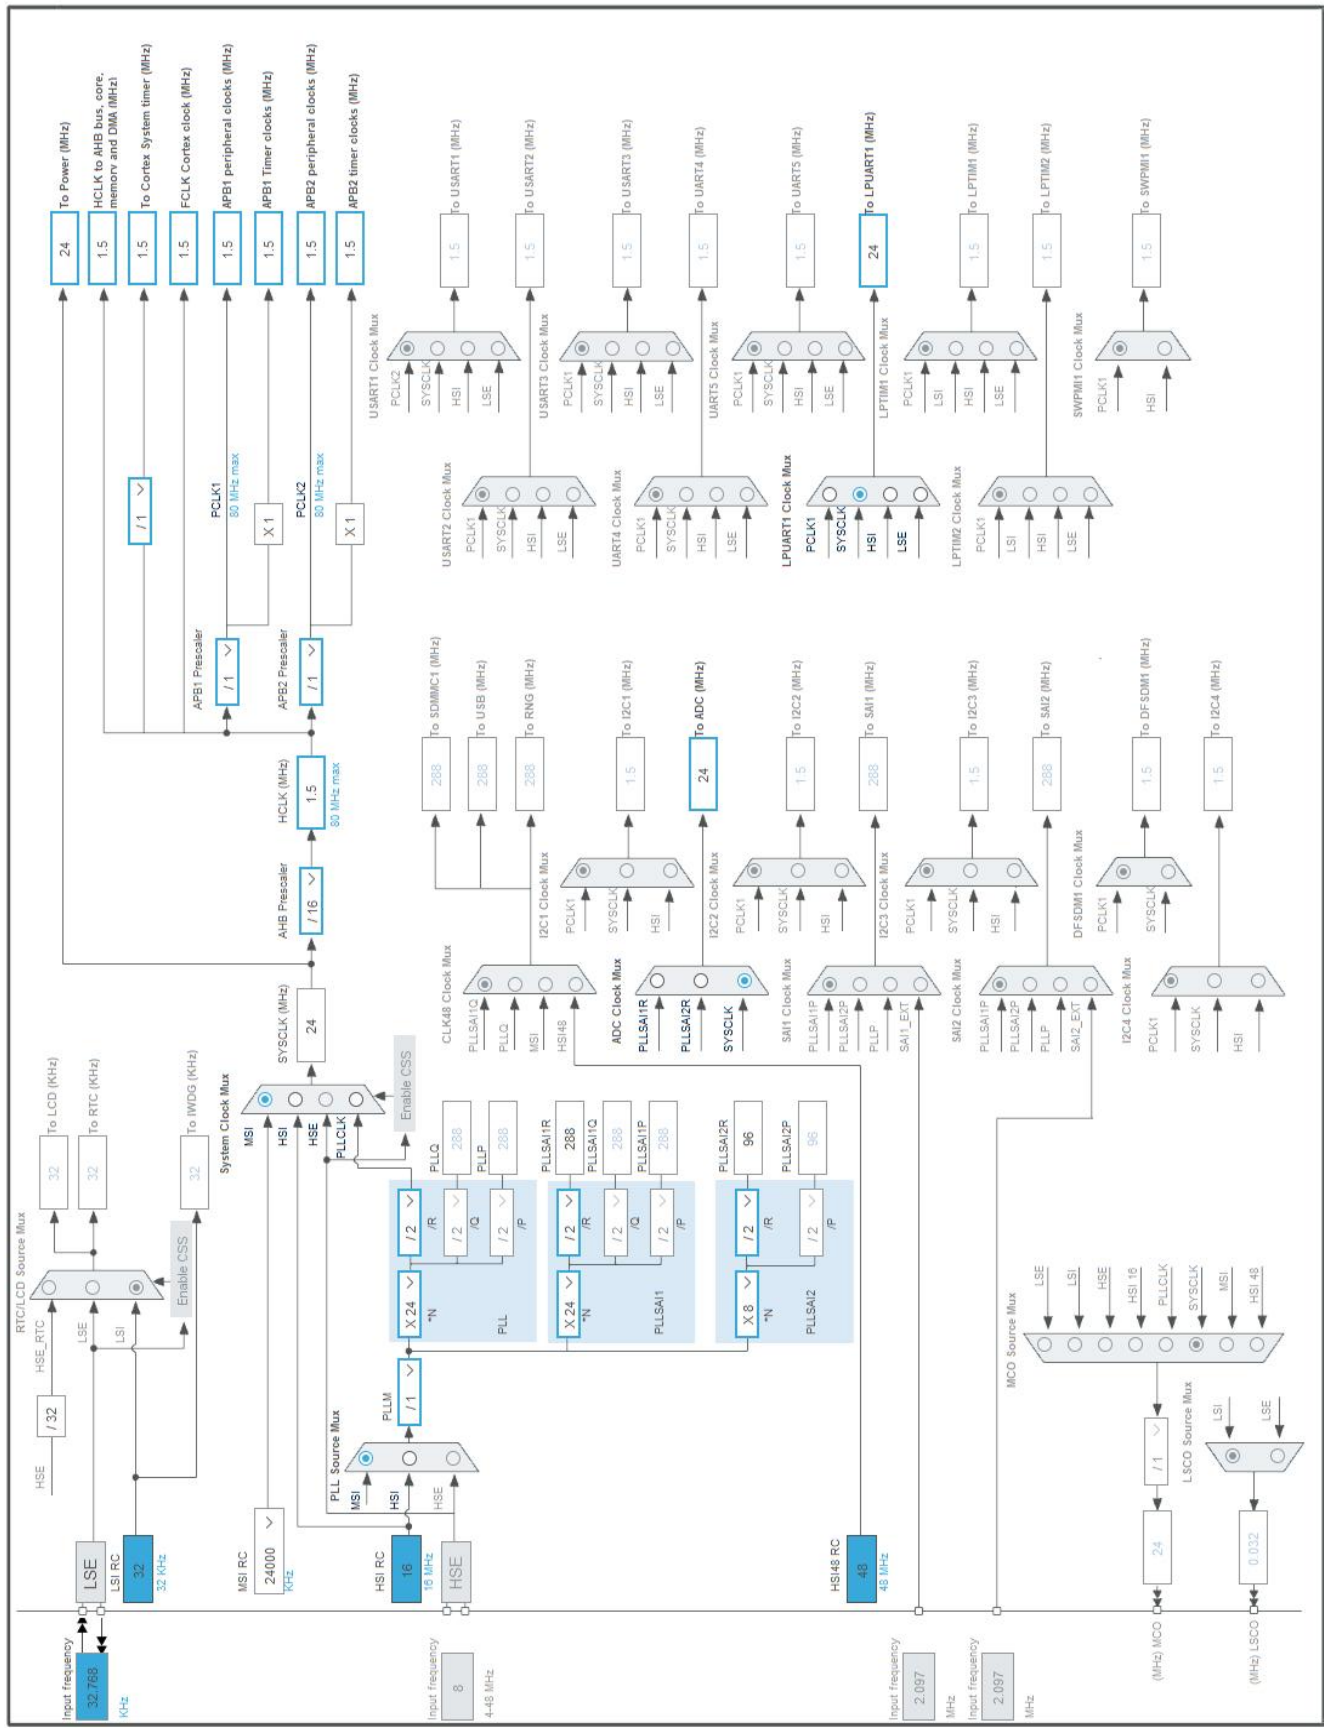 RTC/LCD Source Mux
HSE
/ 32
HSE_RTC
32
To LCD (KHz)
Input frequency
32.768
KHz
LSE
LSE
32
To RTC (KHz)
LSI RC
32
32 KHz
LSI
Enable CSS
32
To IWDG (KHz)
24
To Power (MHz)
1.5
HCLK to AHB bus, core,
memory and DMA (MHz)
/ 1
1.5
To Cortex System timer (MHz)
1.5
FCLK Cortex clock (MHz)
System Clock Mux
MSI RC
24000
KHz
MSI
HSI
HSE
PLLCLK
SYSCLK (MHz)
24
AHB Prescaler
/ 16
HCLK (MHz)
1.5
80 MHz max
APB1 Prescaler
/ 1
PCLK1
80 MHz max
1.5
APB1 peripheral clocks (MHz)
X 1
1.5
APB1 Timer clocks (MHz)
APB2 Prescaler
/ 1
PCLK2
80 MHz max
1.5
APB2 peripheral clocks (MHz)
X 1
1.5
APB2 timer clocks (MHz)
Enable CSS
PLL Source Mux
MSI
HSI
HSE
HSI RC
16
16 MHz
Input frequency
8
4-48 MHz
HSE
PLLM
/ 1
X 24
*N
PLL
/ 2
/R
/ 2
/Q
/ 2
/P
PLLQ
288
PLLP
288
X 24
*N
PLLSAI1
/ 2
/R
/ 2
/Q
/ 2
/P
PLLSAI1R
288
PLLSAI1Q
288
PLLSAI1P
288
X 8
*N
PLLSAI2
/ 2
/R
/ 2
/P
PLLSAI2R
96
PLLSAI2P
96
HSI48 RC
48
48 MHz
Input frequency
2.097
MHz
Input frequency
2.097
MHz
CLK48 Clock Mux
PLLSAI1Q
PLLQ
MSI
HSI48
288
To SDMMC1 (MHz)
288
To USB (MHz)
288
To RNG (MHz)
I2C1 Clock Mux
PCLK1
SYSCLK
HSI
1.5
To I2C1 (MHz)
ADC Clock Mux
PLLSAI1R
PLLSAI2R
SYSCLK
24
To ADC (MHz)
I2C2 Clock Mux
PCLK1
SYSCLK
HSI
1.5
To I2C2 (MHz)
SAI1 Clock Mux
PLLSAI1P
PLLSAI2P
PLLP
SAI1_EXT
288
To SAI1 (MHz)
I2C3 Clock Mux
PCLK1
SYSCLK
HSI
1.5
To I2C3 (MHz)
SAI2 Clock Mux
PLLSAI1P
PLLSAI2P
PLLP
SAI2_EXT
288
To SAI2 (MHz)
DFSDM1 Clock Mux
PCLK1
SYSCLK
1.5
To DFSDM1 (MHz)
I2C4 Clock Mux
PCLK1
SYSCLK
HSI
1.5
To I2C4 (MHz)
USART1 Clock Mux
PCLK2
SYSCLK
HSI
LSE
1.5
To USART1 (MHz)
USART2 Clock Mux
PCLK1
SYSCLK
HSI
LSE
1.5
To USART2 (MHz)
USART3 Clock Mux
PCLK1
SYSCLK
HSI
LSE
1.5
To USART3 (MHz)
UART4 Clock Mux
PCLK1
SYSCLK
HSI
LSE
1.5
To UART4 (MHz)
UART5 Clock Mux
PCLK1
SYSCLK
HSI
LSE
1.5
To UART5 (MHz)
LPUART1 Clock Mux
PCLK1
SYSCLK
HSI
LSE
24
To LPUART1 (MHz)
LPTIM1 Clock Mux
PCLK1
LSI
HSI
LSE
1.5
To LPTIM1 (MHz)
LPTIM2 Clock Mux
PCLK1
LSI
HSI
LSE
1.5
To LPTIM2 (MHz)
SWPMI1 Clock Mux
PCLK1
HSI
1.5
To SWPMI1 (MHz)
MCO Source Mux
LSE
LSI
HSE
HSI 16
PLLCLK
SYSCLK
MSI
HSI 48
(MHz) MCO
24
/ 1
LSCO Source Mux
LSI
LSE
(MHz) LSCO
0.032